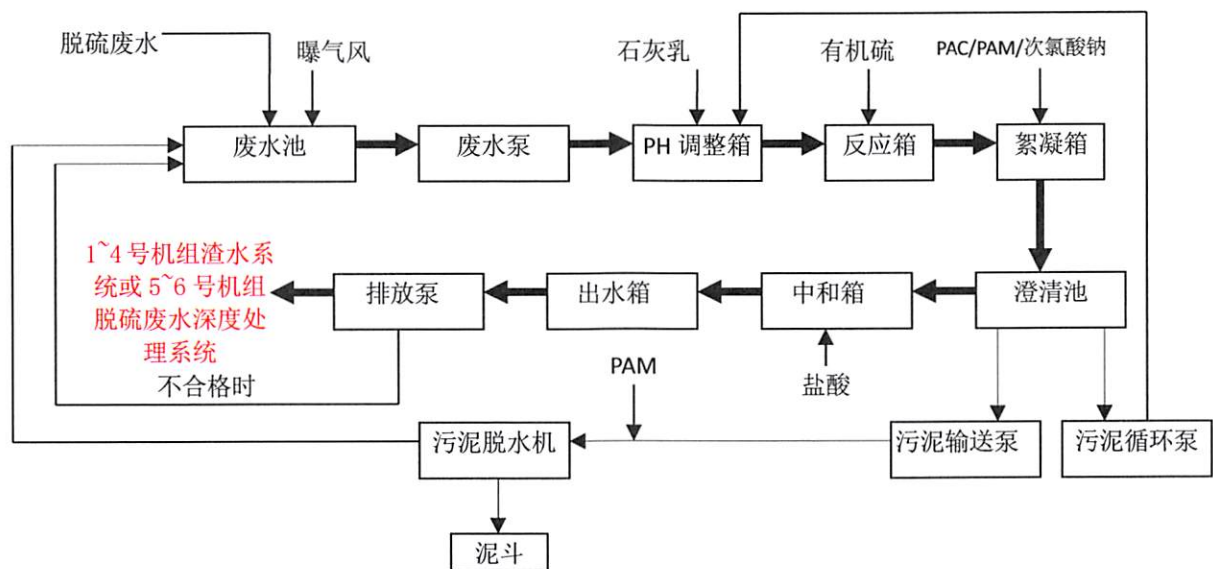 脱硫废水
曝气风
石灰乳
有机硫
PAC/PAM/次氯酸钠
废水池
废水泵
PH 调整箱
反应箱
絮凝箱
1~4 号机组渣水系
统或 5~6 号机组
脱硫废水深度处
理系统
排放泵
出水箱
中和箱
澄清池
不合格时
PAM
盐酸
污泥脱水机
污泥输送泵
污泥循环泵
泥斗